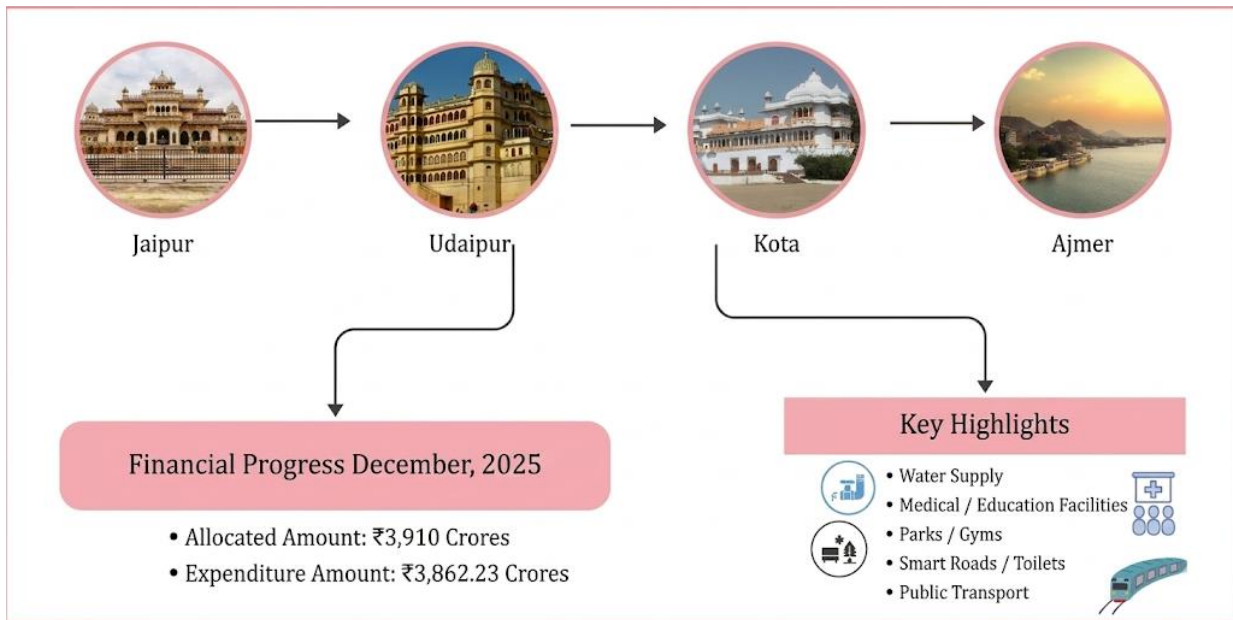 Jaipur
Udaipur
Kota
Ajmer
Financial Progress December, 2025
• Allocated Amount: ₹3,910 Crores
• Expenditure Amount: ₹3,862.23 Crores
Key Highlights
• Water Supply
• Medical / Education Facilities
• Parks / Gyms
• Smart Roads / Toilets
• Public Transport